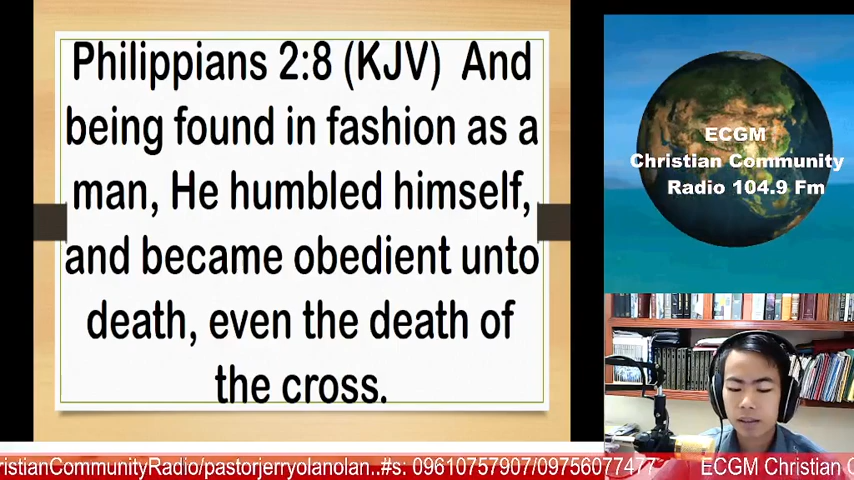 Philippians 2:8 (KJV) And
being found in fashion as a
man, He humbled himself,
and became obedient unto
death, even the death of
the cross.
ECGM
Christian Community
Radio 104.9 Fm
ristianCommunityRadio/pastorjerryolanolan..#s: 09610757907/09756077477 ECGM Christian C